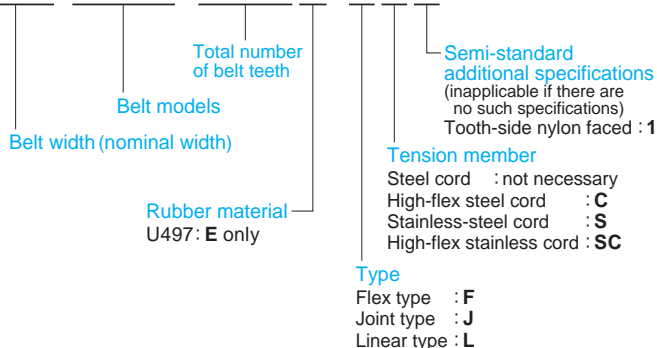 Total number
of belt teeth
Semi-standard
additional specifications
(inapplicable if there are
no such specifications)
Tooth-side nylon faced : 1
Belt models
Belt width (nominal width)
Tension member
Steel cord : not necessary
High-flex steel cord : C
Stainless-steel cord : S
High-flex stainless cord : SC
Rubber material
U497: E only
Type
Flex type : F
Joint type : J
Linear type : L